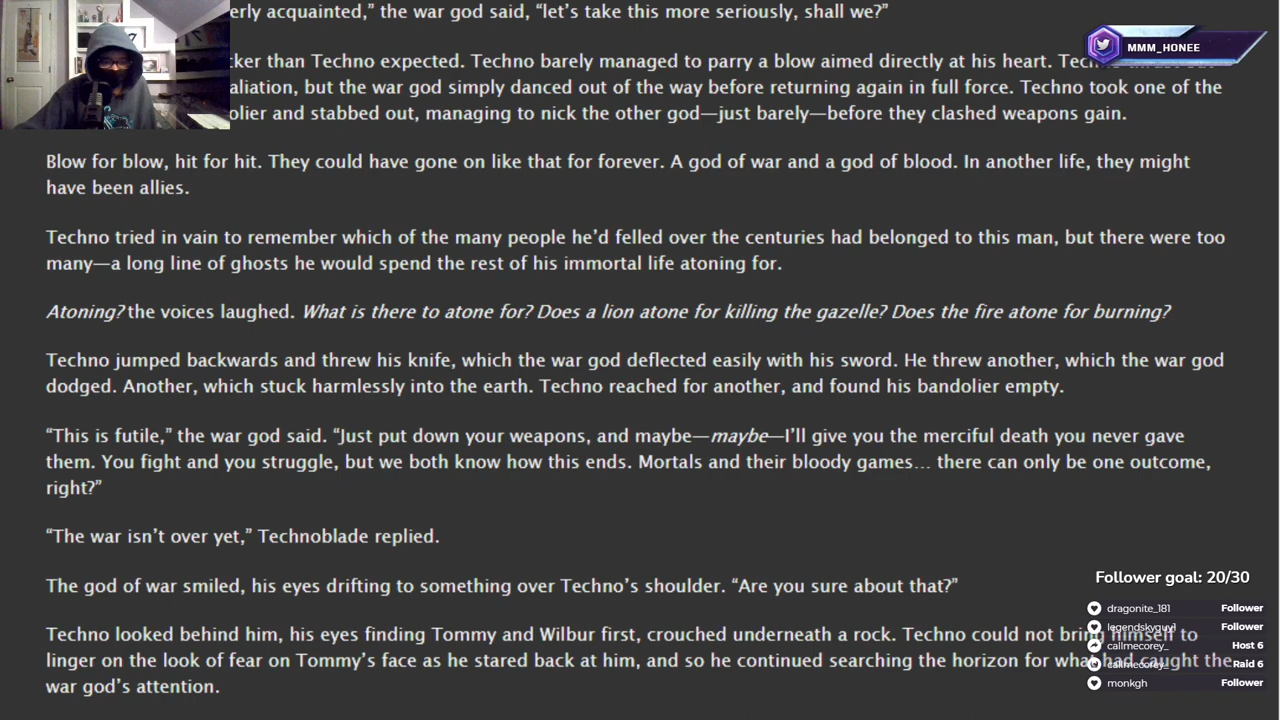 erly acquainted,” the war god said, “let’s take this more seriously, shall we?”
cker than Techno expected. Techno barely managed to parry a blow aimed directly at his heart.
aliation, but the war god simply danced out of the way before returning again in full force. Techno took one of the
olier and stabbed out, managing to nick the other god—just barely—before they clashed weapons gain.
Blow for blow, hit for hit. They could have gone on like that for forever. A god of war and a god of blood. In another life, they might
have been allies.
Techno tried in vain to remember which of the many people he’d felled over the centuries had belonged to this man, but there were too
many—a long line of ghosts he would spend the rest of his immortal life atoning for.
Atoning? the voices laughed. What is there to atone for? Does a lion atone for killing the gazelle? Does the fire atone for burning?
Techno jumped backwards and threw his knife, which the war god deflected easily with his sword. He threw another, which the war god
dodged. Another, which stuck harmlessly into the earth. Techno reached for another, and found his bandolier empty.
“This is futile,” the war god said. “Just put down your weapons, and maybe—maybe—I’ll give you the merciful death you never gave
them. You fight and you struggle, but we both know how this ends. Mortals and their bloody games… there can only be one outcome,
right?”
“The war isn’t over yet,” Technoblade replied.
The god of war smiled, his eyes drifting to something over Techno’s shoulder. “Are you sure about that?”
Techno looked behind him, his eyes finding Tommy and Wilbur first, crouched underneath a rock. Techno could not bring himself to
linger on the look of fear on Tommy’s face as he stared back at him, and so he continued searching the horizon for what had caught the
war god’s attention.
MMM_HONEE
Follower goal: 20/30
dragonite_181 Follower
legendskyguy1 Follower
callmecorey_ Host 6
callmecorey_ Raid 6
monkgh Follower